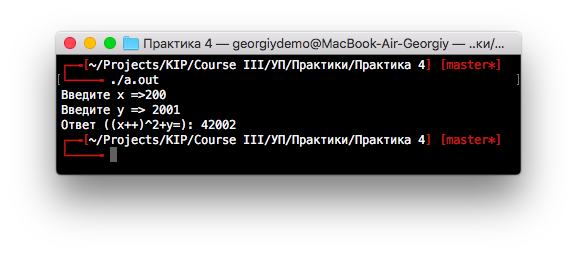 Практика 4 — georgiydemo@MacBook-Air-Georgiy — ..ки/...
[~/Projects/KIP/Course III/УП/Практики/Практика 4] [master*]
./a.out
Введите x =>200
Введите y => 2001
Ответ ((x++)^2+y=): 42002
[~/Projects/KIP/Course III/УП/Практики/Практика 4] [master*]